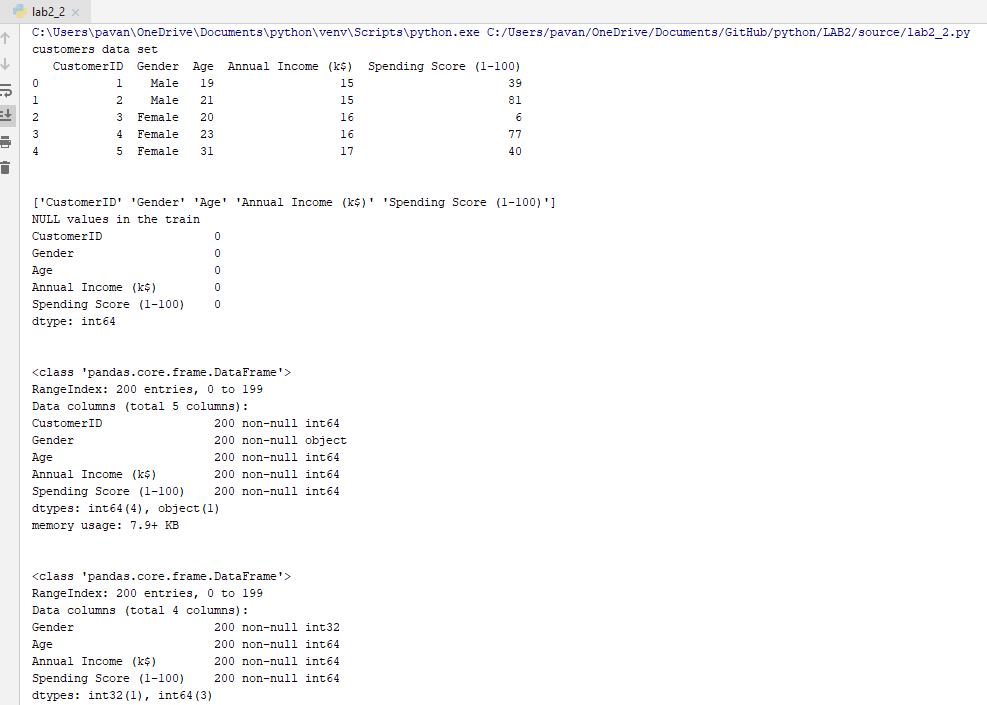 lab2_2
C:\Users\pavan\OneDrive\Documents\python\venv\Scripts\python.exe C:/Users/pavan/OneDrive/Documents/GitHub/python/LAB2/source/lab2_2.py
customers data set
   CustomerID  Gender  Age  Annual Income (k$)  Spending Score (1-100)
0           1    Male   19                  15                      39
1           2    Male   21                  15                      81
2           3  Female   20                  16                       6
3           4  Female   23                  16                      77
4           5  Female   31                  17                      40
['CustomerID' 'Gender' 'Age' 'Annual Income (k$)' 'Spending Score (1-100)']
NULL values in the train
CustomerID                0
Gender                    0
Age                       0
Annual Income (k$)        0
Spending Score (1-100)    0
dtype: int64
<class 'pandas.core.frame.DataFrame'>
RangeIndex: 200 entries, 0 to 199
Data columns (total 5 columns):
CustomerID                200 non-null int64
Gender                    200 non-null object
Age                       200 non-null int64
Annual Income (k$)        200 non-null int64
Spending Score (1-100)    200 non-null int64
dtypes: int64(4), object(1)
memory usage: 7.9+ KB
<class 'pandas.core.frame.DataFrame'>
RangeIndex: 200 entries, 0 to 199
Data columns (total 4 columns):
Gender                    200 non-null int32
Age                       200 non-null int64
Annual Income (k$)        200 non-null int64
Spending Score (1-100)    200 non-null int64
dtypes: int32(1), int64(3)